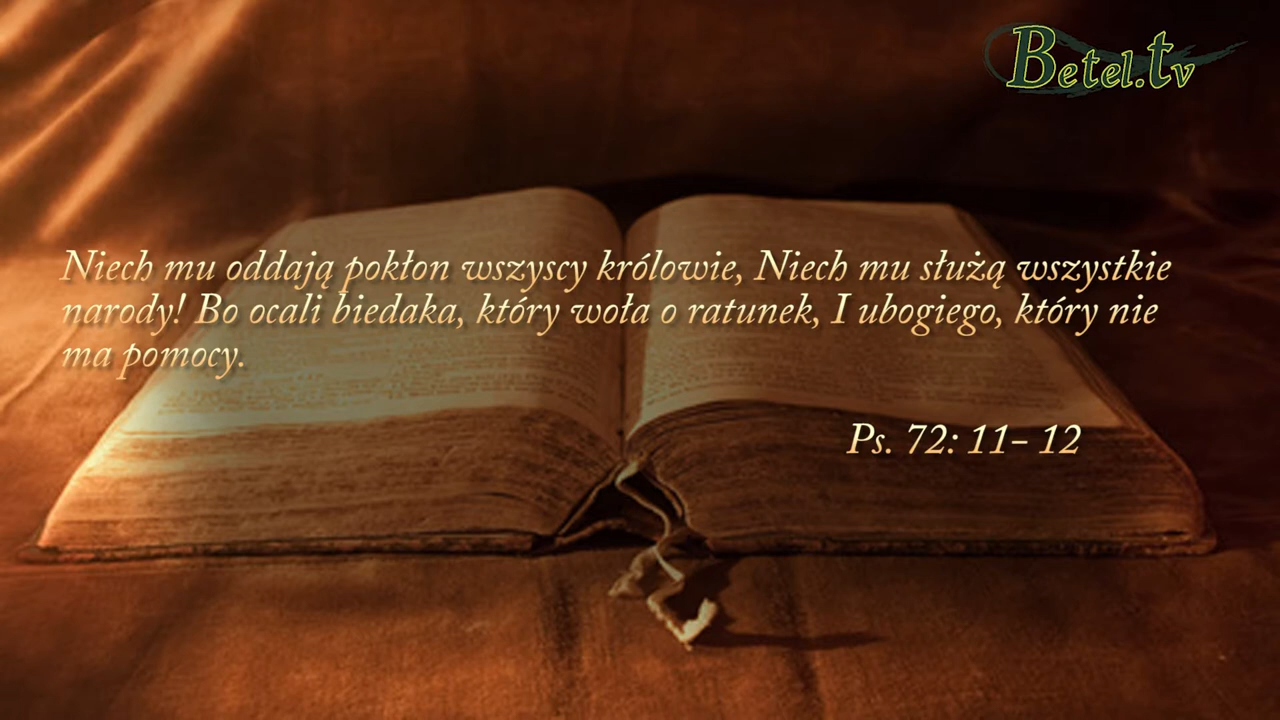 Betel.tv
Niech mu oddają pokłon wszyscy królowie, Niech mu służą wszystkie
narody! Bo ocali biedaka, który woła o ratunek, I ubogiego, który nie
ma pomocy.
Ps. 72: 11– 12